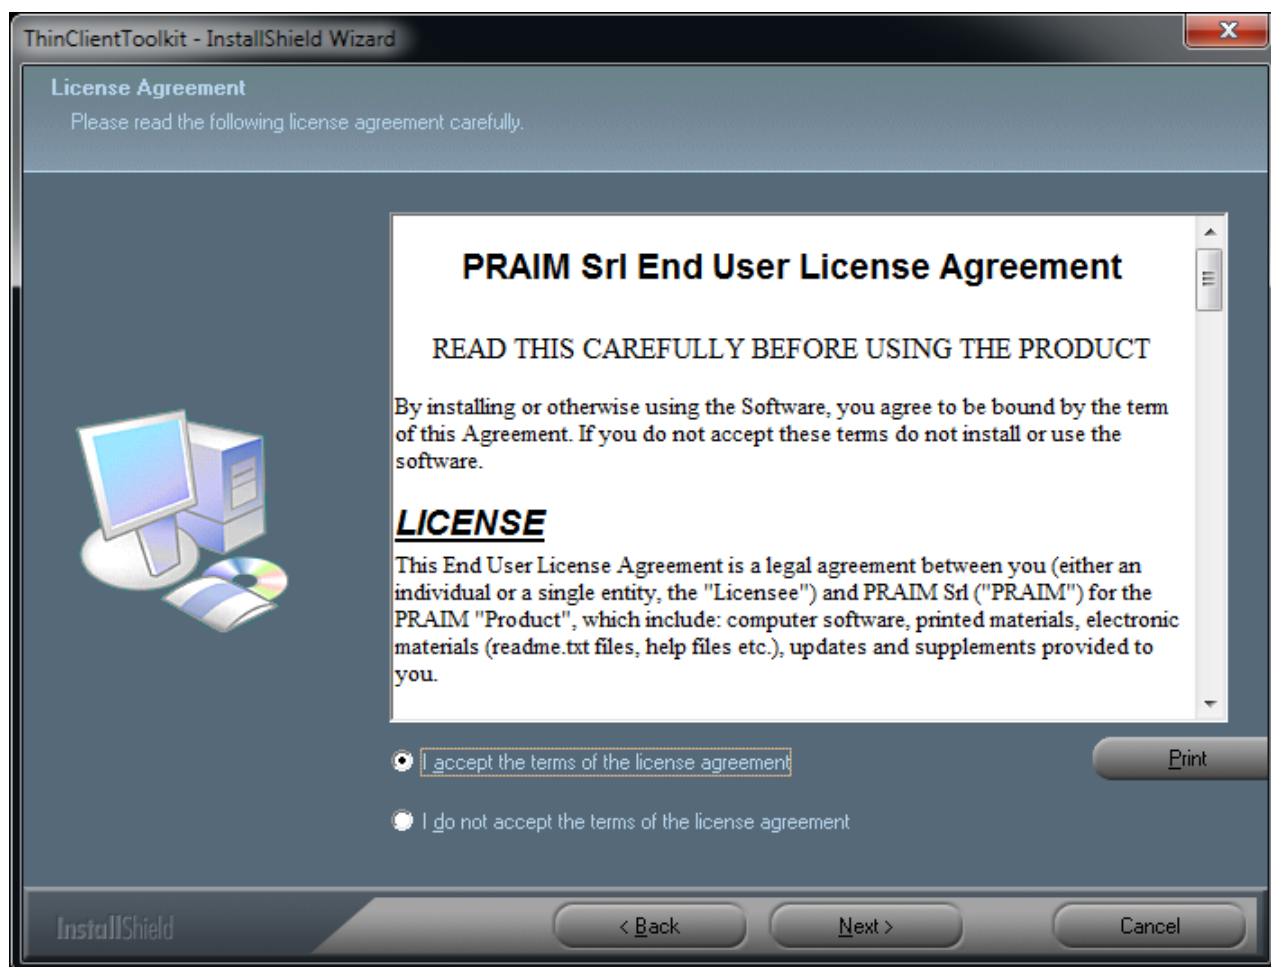 ThinClientToolkit - InstallShield Wizard
License Agreement
Please read the following license agreement carefully.
PRAIM Srl End User License Agreement
READ THIS CAREFULLY BEFORE USING THE PRODUCT
By installing or otherwise using the Software, you agree to be bound by the term
of this Agreement. If you do not accept these terms do not install or use the
software.
LICENSE
This End User License Agreement is a legal agreement between you (either an
individual or a single entity, the "Licensee") and PRAIM Srl ("PRAIM") for the
PRAIM "Product", which include: computer software, printed materials, electronic
materials (readme.txt files, help files etc.), updates and supplements provided to
you.
I accept the terms of the license agreement
Print
I do not accept the terms of the license agreement
InstallShield
< Back
Next >
Cancel